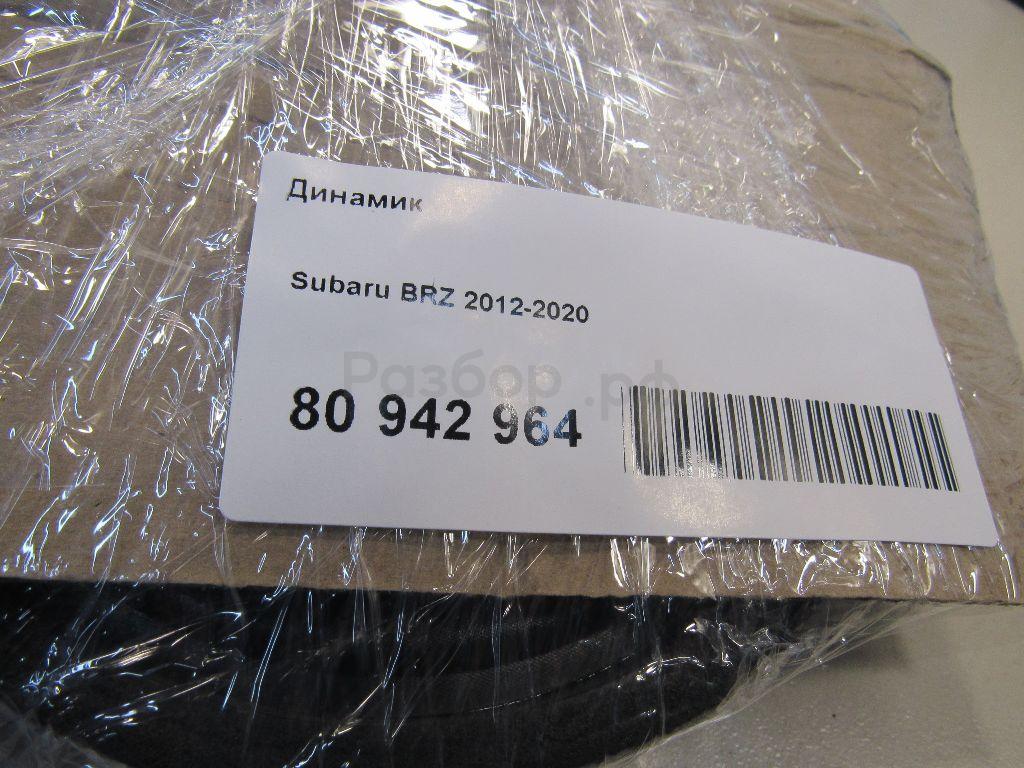 Динамик
Subaru BRZ 2012-2020
Разбор.рф
80 942 964